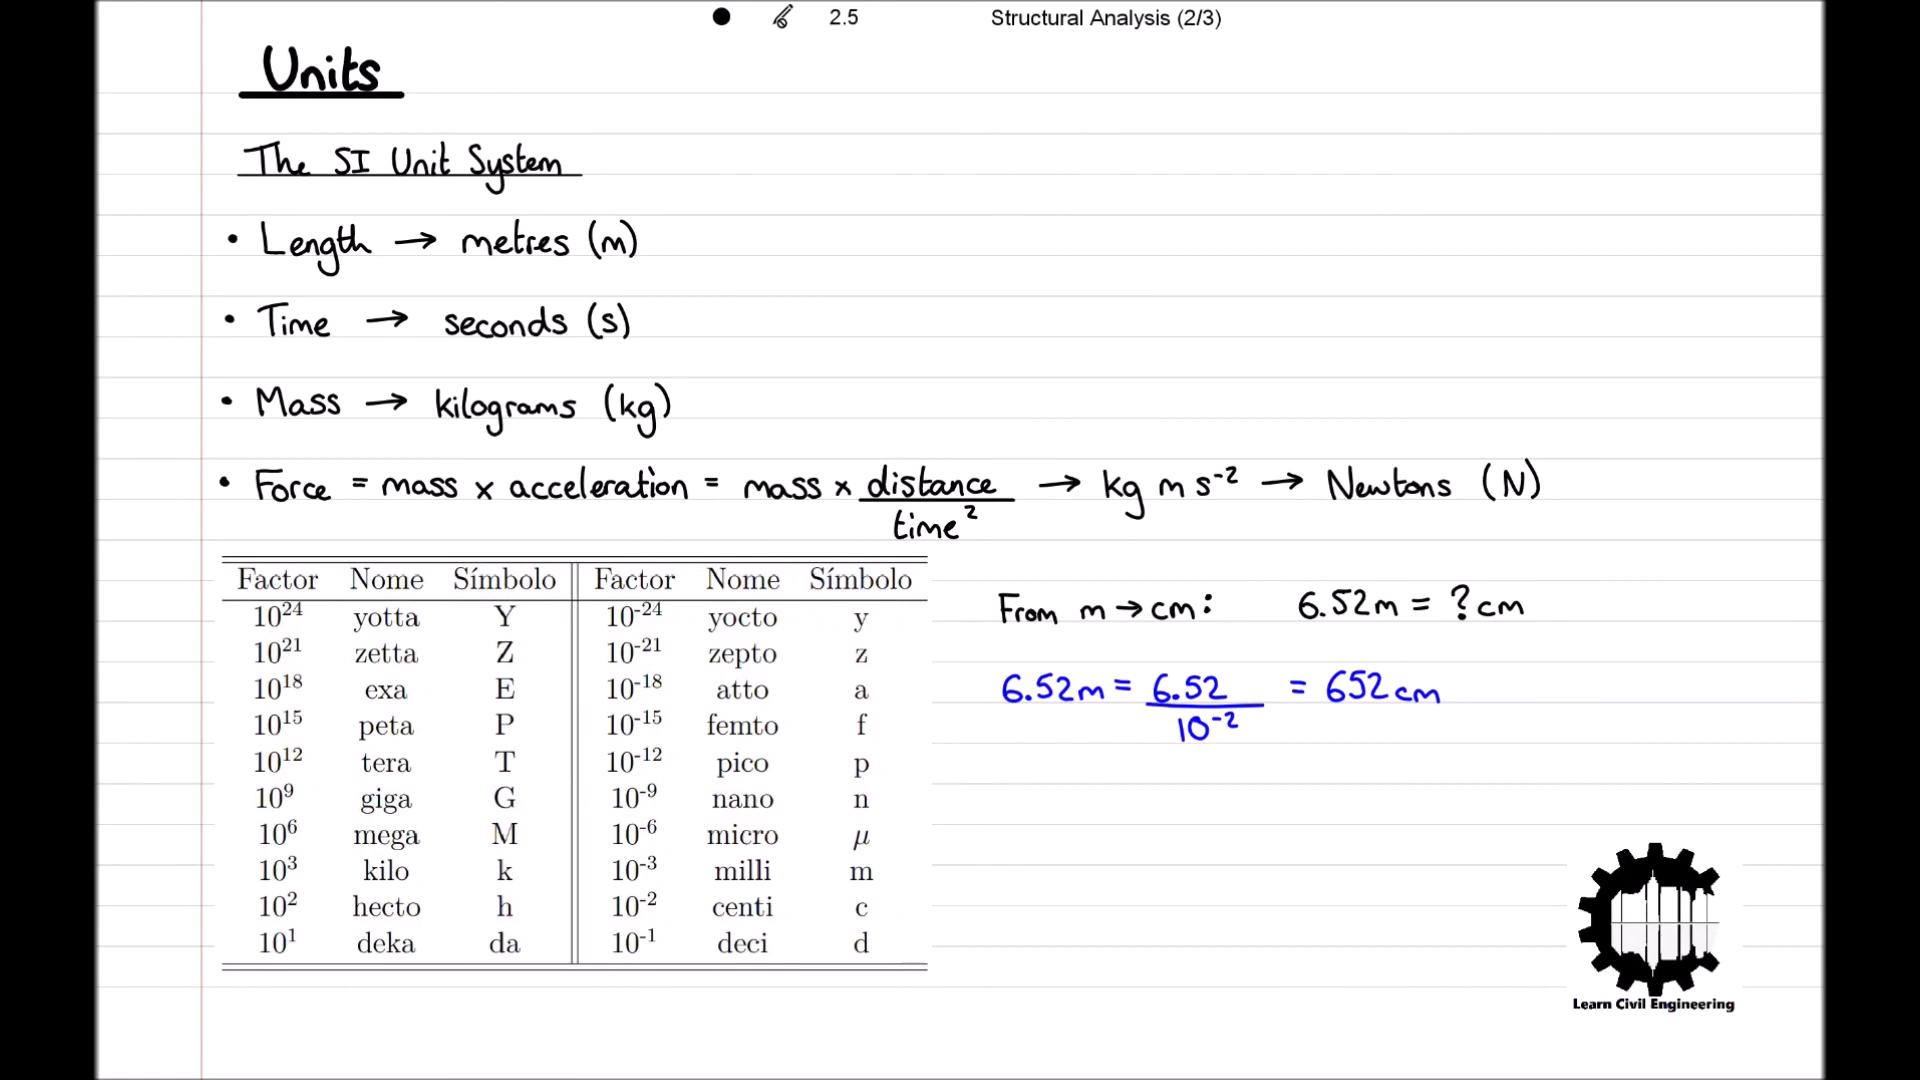 2.5 Structural Analysis (2/3)
Units
The SI Unit System
• Length → metres (m)
• Time → seconds (s)
• Mass → kilograms (kg)
• Force = mass x acceleration = mass x distance/time² → kg m s⁻² → Newtons (N)
Factor Nome Símbolo Factor Nome Símbolo
10²⁴ yotta Y 10⁻²⁴ yocto y
10²¹ zetta Z 10⁻²¹ zepto z
10¹⁸ exa E 10⁻¹⁸ atto a
10¹⁵ peta P 10⁻¹⁵ femto f
10¹² tera T 10⁻¹² pico p
10⁹ giga G 10⁻⁹ nano n
10⁶ mega M 10⁻⁶ micro μ
10³ kilo k 10⁻³ milli m
10² hecto h 10⁻² centi c
10¹ deka da 10⁻¹ deci d
From m → cm: 6.52m = ? cm
6.52m = 6.52/10⁻² = 652cm
Learn Civil Engineering